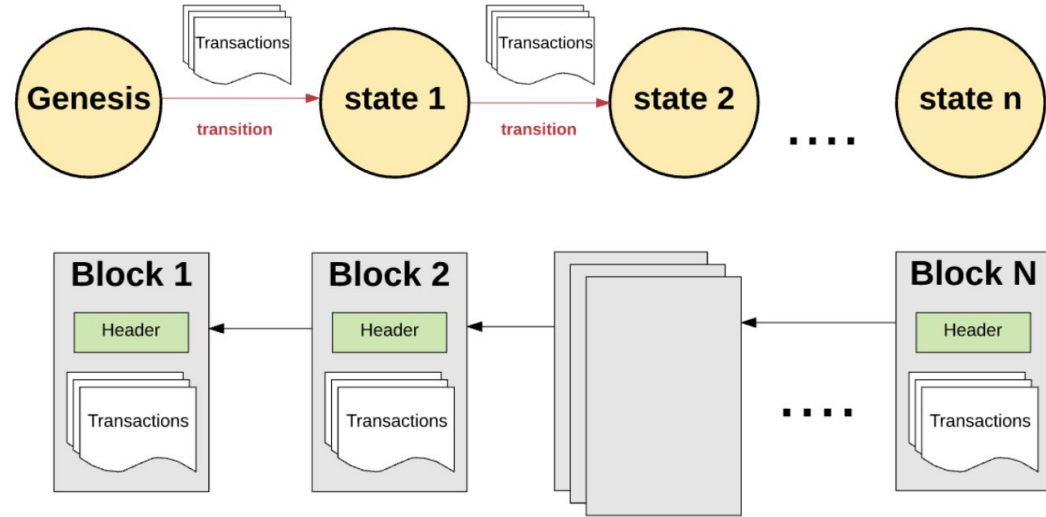 Transactions
Transactions
Genesis
state 1
state 2
state n
transition
transition
....
Block 1
Block 2
Block N
Header
Header
Header
Transactions
Transactions
....
Transactions